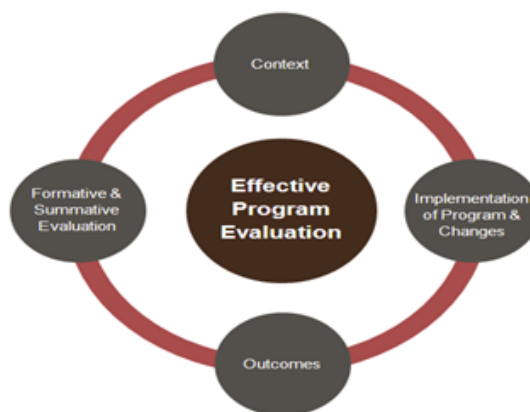 Context
Effective
Program
Evaluation
Formative &
Summative
Evaluation
Implementation
of Program &
Changes
Outcomes